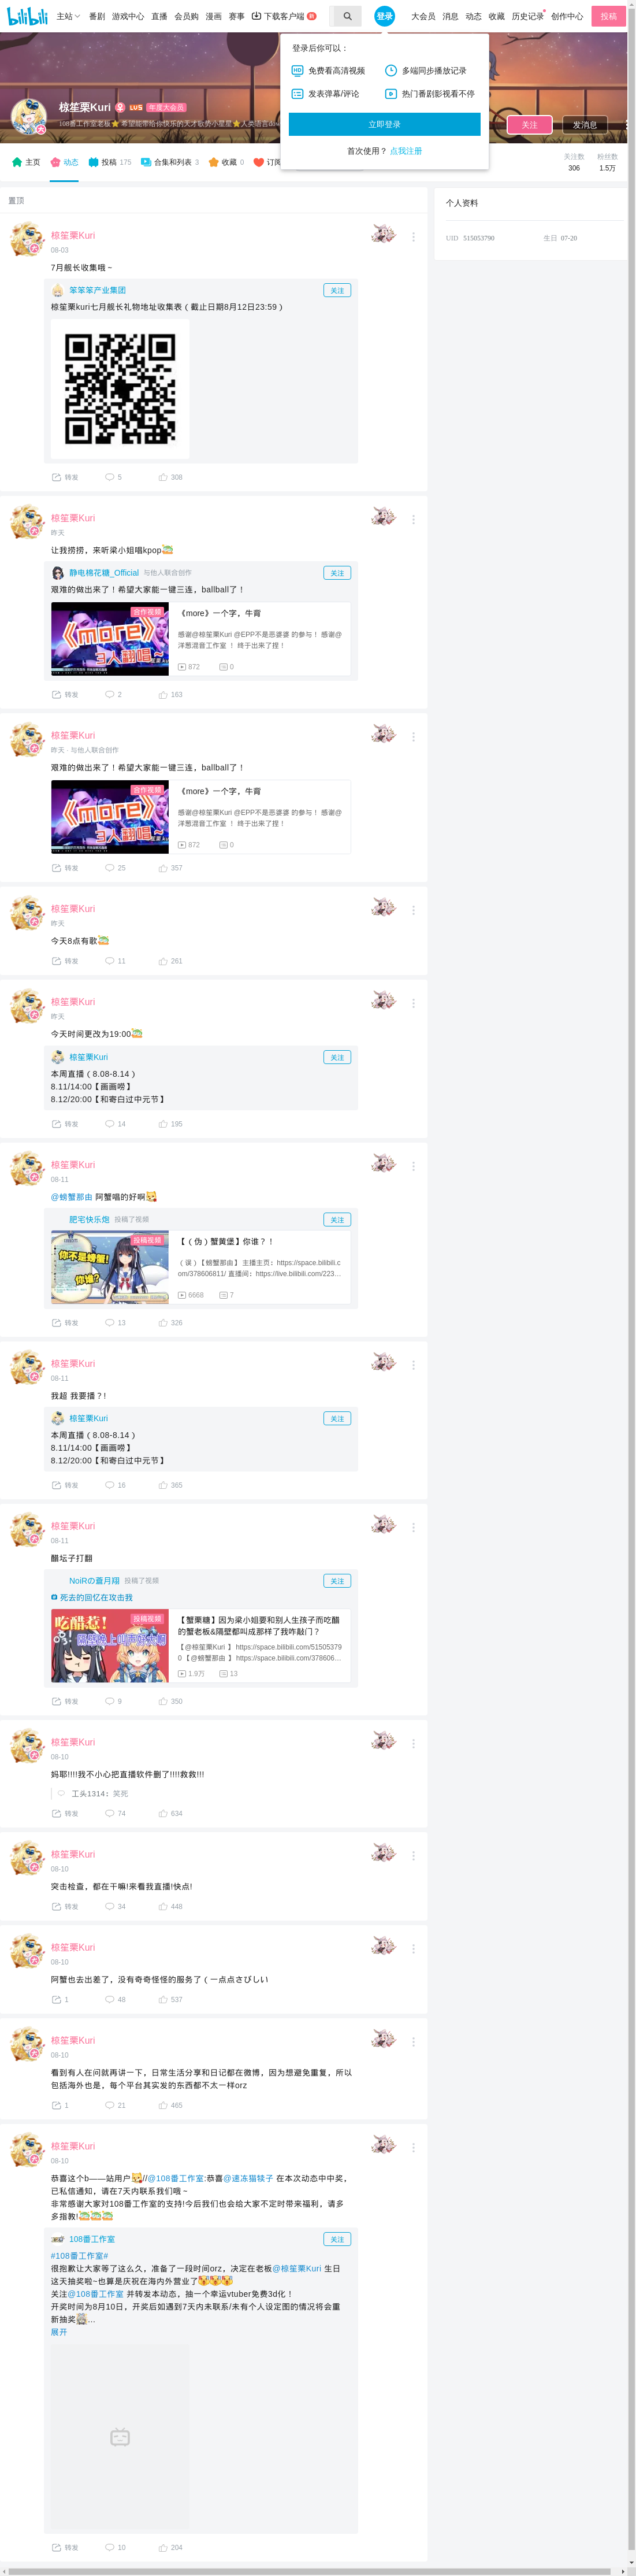 bilibili 主站 番剧 游戏中心 直播 会员购 漫画 赛事 下载客户端 登录 大会员 消息 动态 收藏 历史记录 创作中心 投稿
登录后你可以：
免费看高清视频 多端同步播放记录
发表弹幕/评论 热门番剧影视看不停
立即登录
首次使用？ 点我注册
椋笙栗Kuri LV5 年度大会员
关注 发消息
主页 动态 投稿 175 合集和列表 3 收藏 0 订阅
关注数 粉丝数
306 1.5万
个人资料
UID 515053790 生日 07-20
置顶
椋笙栗Kuri
08-03
7月舰长收集哦～
笨笨笨产业集团 关注
椋笙栗kuri七月舰长礼物地址收集表（截止日期8月12日23:59）
转发 5 308
椋笙栗Kuri
昨天
让我捞捞，来听梁小姐唱kpop
静电棉花糖_Official 与他人联合创作 关注
艰难的做出来了！希望大家能一键三连，ballball了！
合作视频
《more》
3人翻唱~
《more》一个字，牛背
感谢@椋笙栗Kuri @EPP不是恶婆婆 的参与！ 感谢@
洋葱混音工作室 ！ 终于出来了捏！
872 0
转发 2 163
椋笙栗Kuri
昨天 · 与他人联合创作
艰难的做出来了！希望大家能一键三连，ballball了！
合作视频
《more》
3人翻唱~
《more》一个字，牛背
感谢@椋笙栗Kuri @EPP不是恶婆婆 的参与！ 感谢@
洋葱混音工作室 ！ 终于出来了捏！
872 0
转发 25 357
椋笙栗Kuri
昨天
今天8点有歌
转发 11 261
椋笙栗Kuri
昨天
今天时间更改为19:00
椋笙栗Kuri 关注
本周直播（8.08-8.14）
8.11/14:00【画画唠】
8.12/20:00【和寄白过中元节】
转发 14 195
椋笙栗Kuri
08-11
@螃蟹那由 阿蟹唱的好啊
肥宅快乐炮 投稿了视频 关注
投稿视频
你不是螃蟹!
你谁?
【（伪）蟹黄堡】你谁？！
（误）【螃蟹那由】主播主页：https://space.bilibili.c
om/378606811/ 直播间：https://live.bilibili.com/223...
6668 7
转发 13 326
椋笙栗Kuri
08-11
我超 我要播？!
椋笙栗Kuri 关注
本周直播（8.08-8.14）
8.11/14:00【画画唠】
8.12/20:00【和寄白过中元节】
转发 16 365
椋笙栗Kuri
08-11
醋坛子打翻
NoiRの蒼月翔 投稿了视频 关注
死去的回忆在攻击我
投稿视频
吃醋惹!
【蟹栗糖】因为梁小姐要和别人生孩子而吃醋
的蟹老板&隔壁都叫成那样了我咋敲门？
【@椋笙栗Kuri 】https://space.bilibili.com/51505379
0 【@螃蟹那由 】https://space.bilibili.com/378606...
1.9万 13
转发 9 350
椋笙栗Kuri
08-10
妈耶!!!!我不小心把直播软件删了!!!!救救!!!
工头1314：笑死
转发 74 634
椋笙栗Kuri
08-10
突击检查，都在干嘛!来看我直播!快点!
转发 34 448
椋笙栗Kuri
08-10
阿蟹也去出差了，没有奇奇怪怪的服务了（一点点さびしい
1 48 537
椋笙栗Kuri
08-10
看到有人在问就再讲一下，日常生活分享和日记都在微博，因为想避免重复，所以
包括海外也是，每个平台其实发的东西都不太一样orz
1 21 465
椋笙栗Kuri
08-10
恭喜这个b——站用户//@108番工作室:恭喜@速冻猫犊子 在本次动态中中奖，
已私信通知，请在7天内联系我们哦～
非常感谢大家对108番工作室的支持!今后我们也会给大家不定时带来福利，请多
多指教!
108番工作室 关注
#108番工作室#
很抱歉让大家等了这么久，准备了一段时间orz，决定在老板@椋笙栗Kuri 生日
这天抽奖啦~也算是庆祝在海内外营业了
关注@108番工作室 并转发本动态，抽一个幸运vtuber免费3d化！
开奖时间为8月10日，开奖后如遇到7天内未联系/未有个人设定图的情况将会重
新抽奖...
展开
转发 10 204